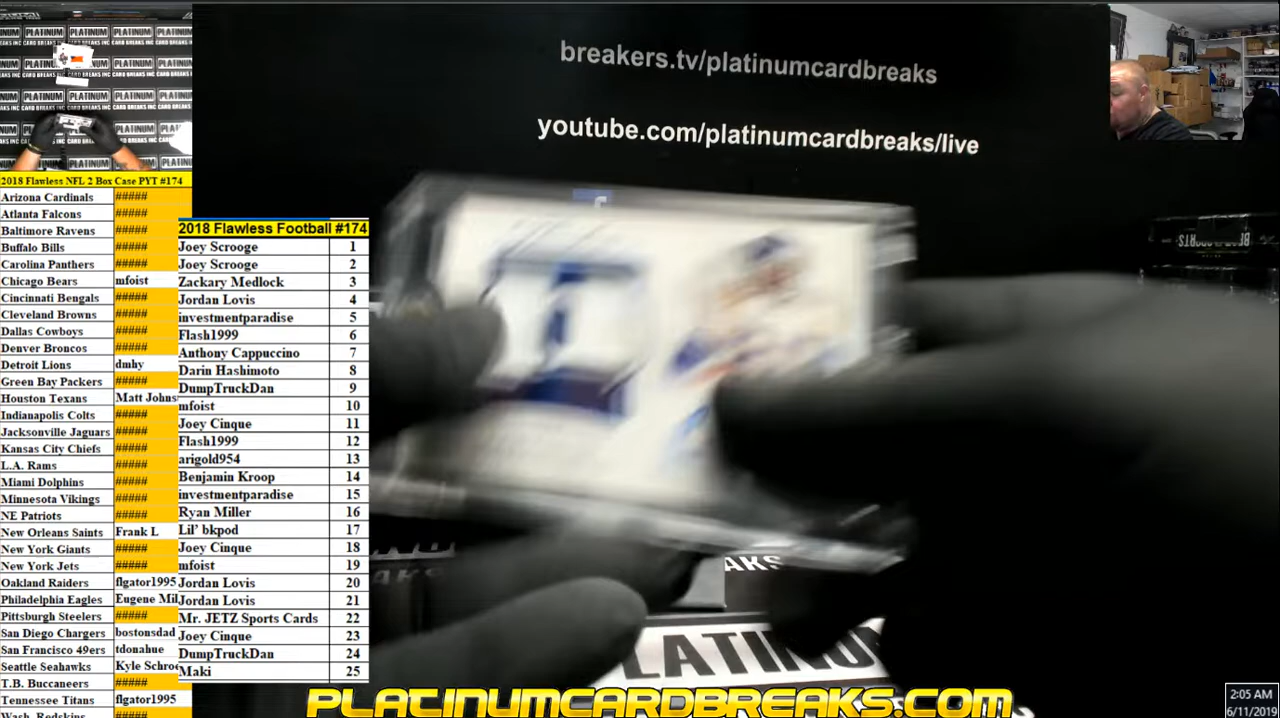 breakers.tv/platinumcardbreaks
youtube.com/platinumcardbreaks/live
2018 Flawless NFL 2 Box Case PYT #174
Arizona Cardinals #####
Atlanta Falcons #####
Baltimore Ravens #####
Buffalo Bills #####
Carolina Panthers #####
Chicago Bears mfoist
Cincinnati Bengals #####
Cleveland Browns #####
Dallas Cowboys #####
Denver Broncos #####
Detroit Lions dmhy
Green Bay Packers #####
Houston Texans Matt Johns
Indianapolis Colts #####
Jacksonville Jaguars #####
Kansas City Chiefs #####
L.A. Rams #####
Miami Dolphins #####
Minnesota Vikings #####
NE Patriots #####
New Orleans Saints Frank L
New York Giants #####
New York Jets #####
Oakland Raiders flgator1995
Philadelphia Eagles Eugene Mil
Pittsburgh Steelers #####
San Diego Chargers bostonsdad
San Francisco 49ers tdonahue
Seattle Seahawks Kyle Schroe
T.B. Buccaneers #####
Tennessee Titans flgator1995
Wash. Redskins #####
2018 Flawless Football #174
Joey Scrooge 1
Joey Scrooge 2
Zackary Medlock 3
Jordan Lovis 4
investmentparadise 5
Flash1999 6
Anthony Cappuccino 7
Darin Hashimoto 8
DumpTruckDan 9
mfoist 10
Joey Cinque 11
Flash1999 12
arigold954 13
Benjamin Kroop 14
investmentparadise 15
Ryan Miller 16
Lil' bkpod 17
Joey Cinque 18
mfoist 19
Jordan Lovis 20
Jordan Lovis 21
Mr. JETZ Sports Cards 22
Joey Cinque 23
DumpTruckDan 24
Maki 25
AKS
PLATINUM
PLATINUMCARDBREAKS.COM
2:05 AM
6/11/2019